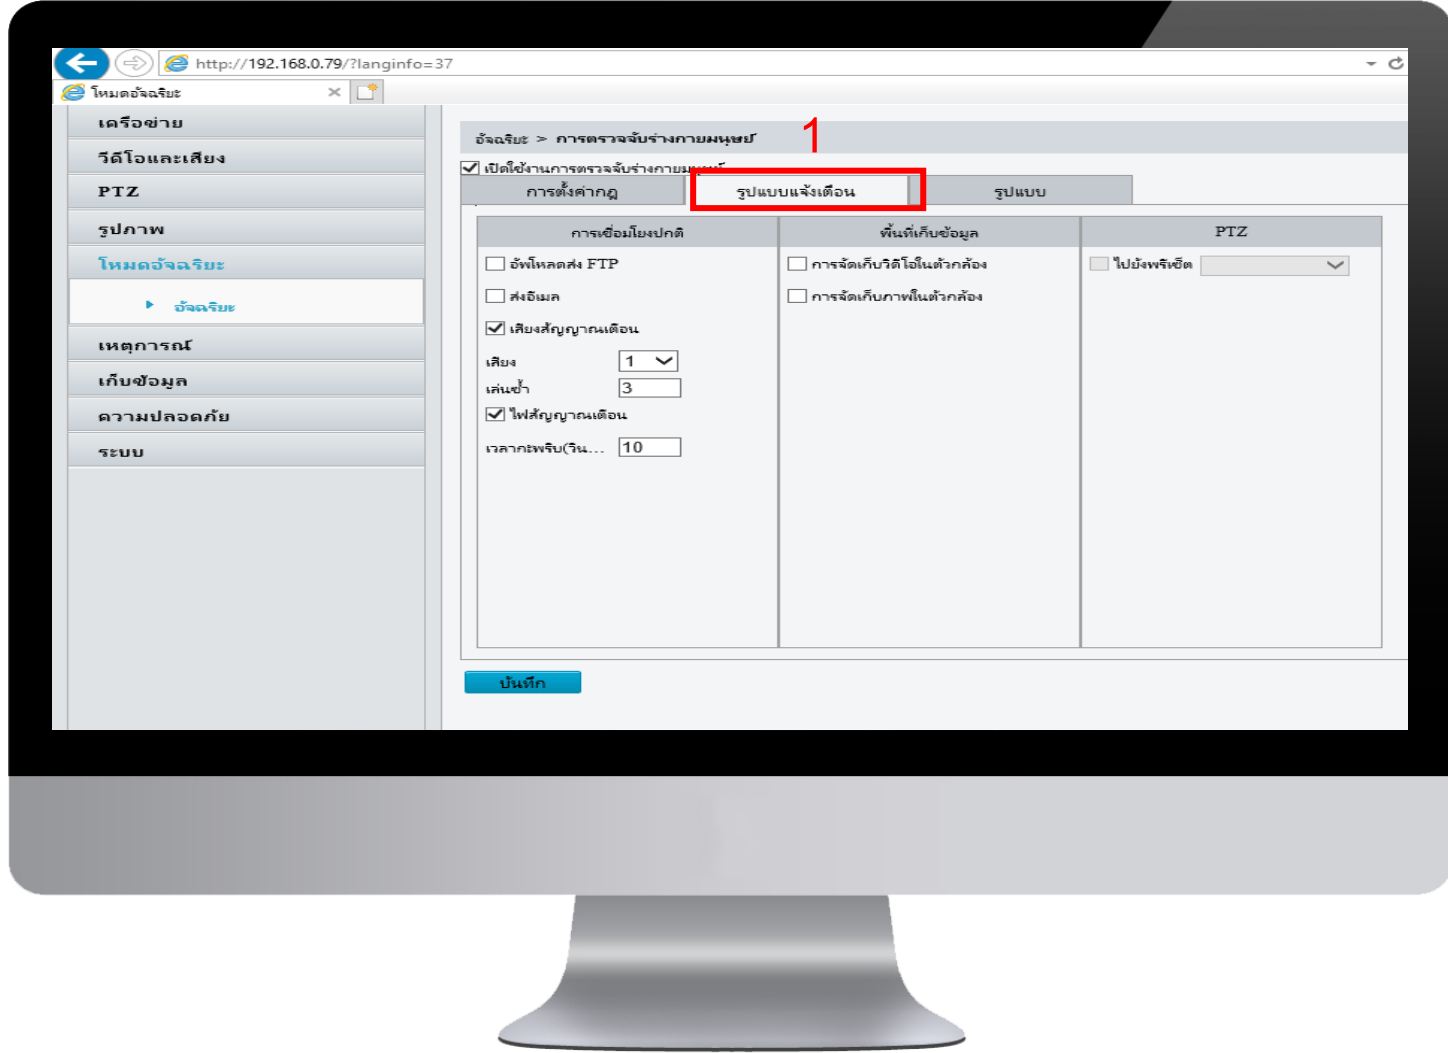 http://192.168.0.79/?langinfo=37
โหมดอัจฉริยะ
เครือข่าย
วีดีโอและเสียง
PTZ
รูปภาพ
โหมดอัจฉริยะ
อัจฉริยะ
เหตุการณ์
เก็บข้อมูล
ความปลอดภัย
ระบบ
อัจฉริยะ > การตรวจจับร่างกายมนุษย์
1
เปิดใช้งานการตรวจจับร่างกายมนุษย์
การตั้งค่ากฎ รูปแบบแจ้งเตือน รูปแบบ
การเชื่อมโยงปกติ พื้นที่เก็บข้อมูล PTZ
อัพโหลดส่ง FTP การจัดเก็บวิดีโอในตัวกล้อง ไปยังพรีเซ็ต
ส่งอีเมล การจัดเก็บภาพในตัวกล้อง
เสียงสัญญาณเตือน
เสียง 1
เล่นซ้ำ 3
ไฟสัญญาณเตือน
เวลากะพริบ(วิน... 10
บันทึก